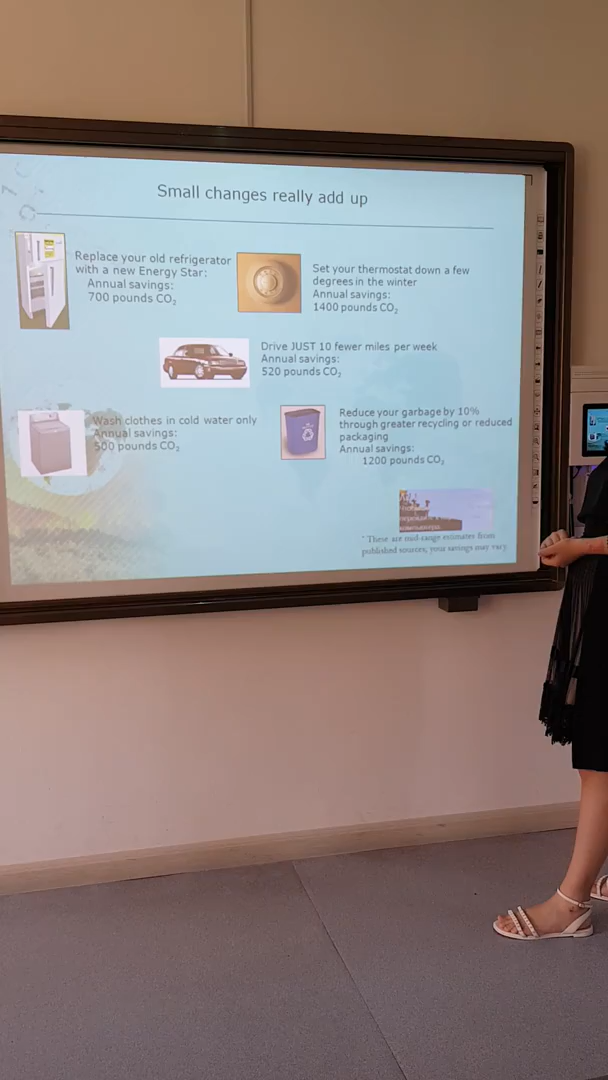 Small changes really add up
Replace your old refrigerator
with a new Energy Star:
Annual savings:
700 pounds CO₂
Set your thermostat down a few
degrees in the winter
Annual savings:
1400 pounds CO₂
Drive JUST 10 fewer miles per week
Annual savings:
520 pounds CO₂
Wash clothes in cold water only
Annual savings:
500 pounds CO₂
Reduce your garbage by 10%
through greater recycling or reduced
packaging
Annual savings:
1200 pounds CO₂
* These are mid-range estimates from
published sources, your savings may vary